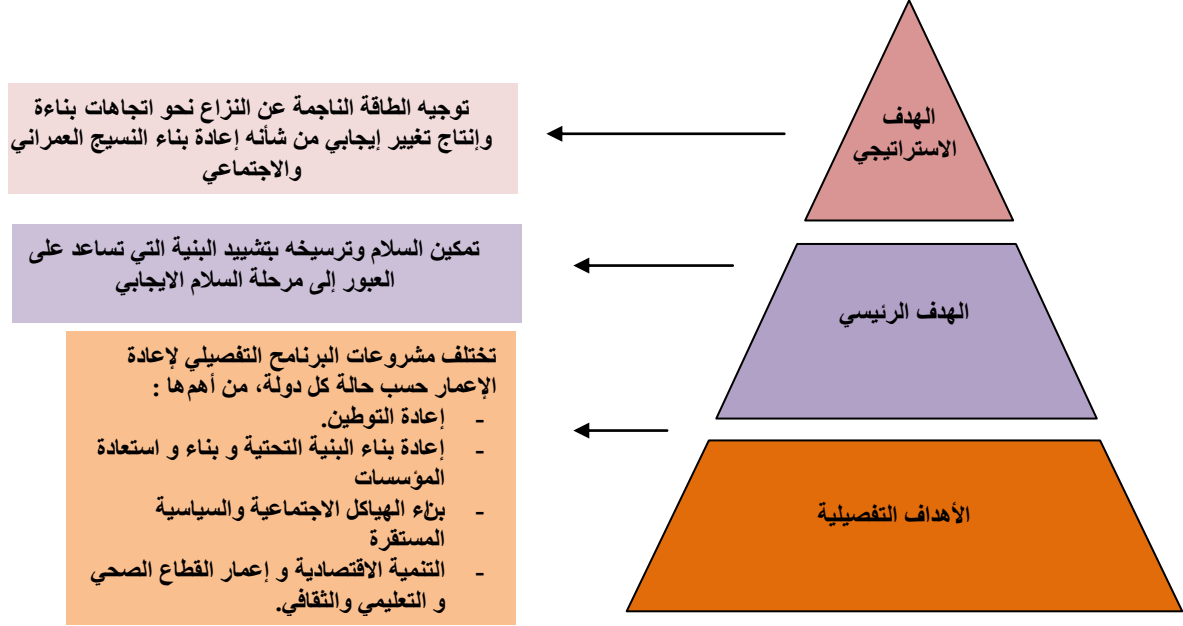 الهدف
الاستراتيجي
توجيه الطاقة الناجمة عن النزاع نحو اتجاهات بناءة
وإنتاج تغيير إيجابي من شأنه إعادة بناء النسيج العمراني
والاجتماعي
الهدف الرئيسي
تمكين السلام وترسيخه بتشييد البنية التي تساعد على
العبور إلى مرحلة السلام الايجابي
الأهداف التفصيلية
تختلف مشروعات البرنامح التفصيلي لإعادة
الإعمار حسب حالة كل دولة، من أهمها :
- إعادة التوطين.
- إعادة بناء البنية التحتية و بناء و استعادة
المؤسسات
- بناء الهياكل الاجتماعية والسياسية
المستقرة
- التنمية الاقتصادية و إعمار القطاع الصحي
و التعليمي والثقافي.